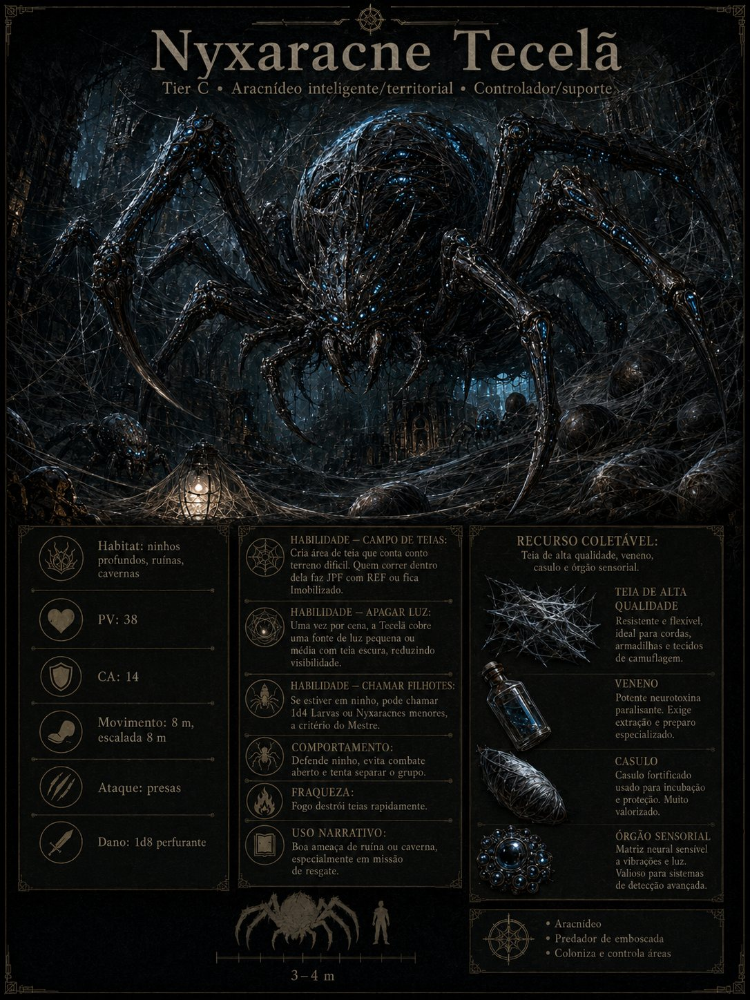 Nyxaracne Tecelã
Tier C • Aracnídeo inteligente/territorial • Controlador/suporte
Habitat: ninhos
profundos, ruínas,
cavernas
PV: 38
CA: 14
Movimento: 8 m,
escalada 8 m
Ataque: presas
Dano: 1d8 perfurante
HABILIDADE – CAMPO DE TEIAS:
Cria área de teia que conta conto
terreno difícil. Quem correr dentro
dela faz JPF com REF ou fica
Imobilizado.
HABILIDADE – APAGAR LUZ:
Uma vez por cena, a Tecelã cobre
uma fonte de luz pequena ou
média com teia escura, reduzindo
visibilidade.
HABILIDADE – CHAMAR FILHOTES:
Se estiver em ninho, pode chamar
1d4 Larvas ou Nyxaracnes menores,
a critério do Mestre.
COMPORTAMENTO:
Defende ninho, evita combate
aberto e tenta separar o grupo.
FRAQUEZA:
Fogo destrói teias rapidamente.
USO NARRATIVO:
Boa ameaça de ruína ou caverna,
especialmente em missão
de resgate.
RECURSO COLETÁVEL:
Teia de alta qualidade, veneno,
casulo e órgão sensorial.
TEIA DE ALTA
QUALIDADE
Resistente e flexível,
ideal para cordas,
armadilhas e tecidos
de camuflagem.
VENENO
Potente neurotoxina
paralisante. Exige
extração e preparo
especializado.
CASULO
Casulo fortificado
usado para incubação
e proteção. Muito
valorizado.
ÓRGÃO SENSORIAL
Matriz neural sensível
a vibrações e luz.
Valioso para sistemas
de detecção avançada.
3–4 m
• Aracnídeo
• Predador de emboscada
• Coloniza e controla áreas